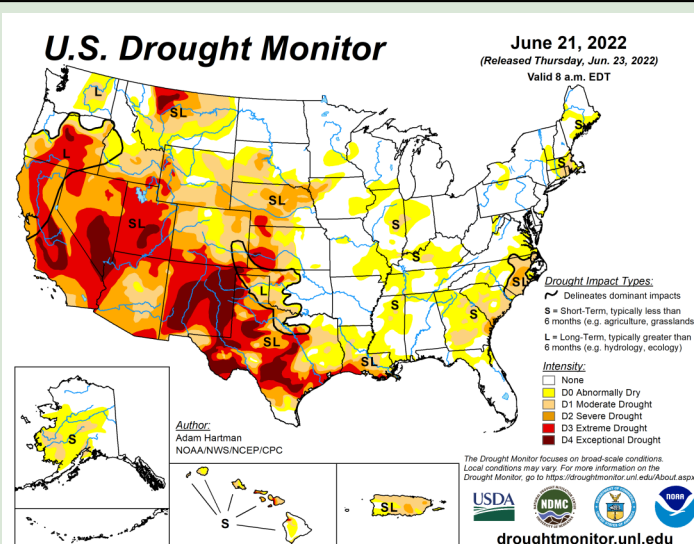 U.S. Drought Monitor
June 21, 2022
(Released Thursday, Jun. 23, 2022)
Valid 8 a.m. EDT
L
SL
S
L
S
SL
SL
S
S
L
SL
S
S
SL
SL
Drought Impact Types:
Delineates dominant impacts
S = Short-Term, typically less than
6 months (e.g. agriculture, grasslands
L = Long-Term, typically greater than
6 months (e.g. hydrology, ecology)
Intensity:
None
D0 Abnormally Dry
D1 Moderate Drought
D2 Severe Drought
D3 Extreme Drought
D4 Exceptional Drought
Author:
Adam Hartman
NOAA/NWS/NCEP/CPC
S
S
SL
The Drought Monitor focuses on broad-scale conditions.
Local conditions may vary. For more information on the
Drought Monitor, go to https://droughtmonitor.unl.edu/About.aspx
USDA
NDMC
NOAA
droughtmonitor.unl.edu